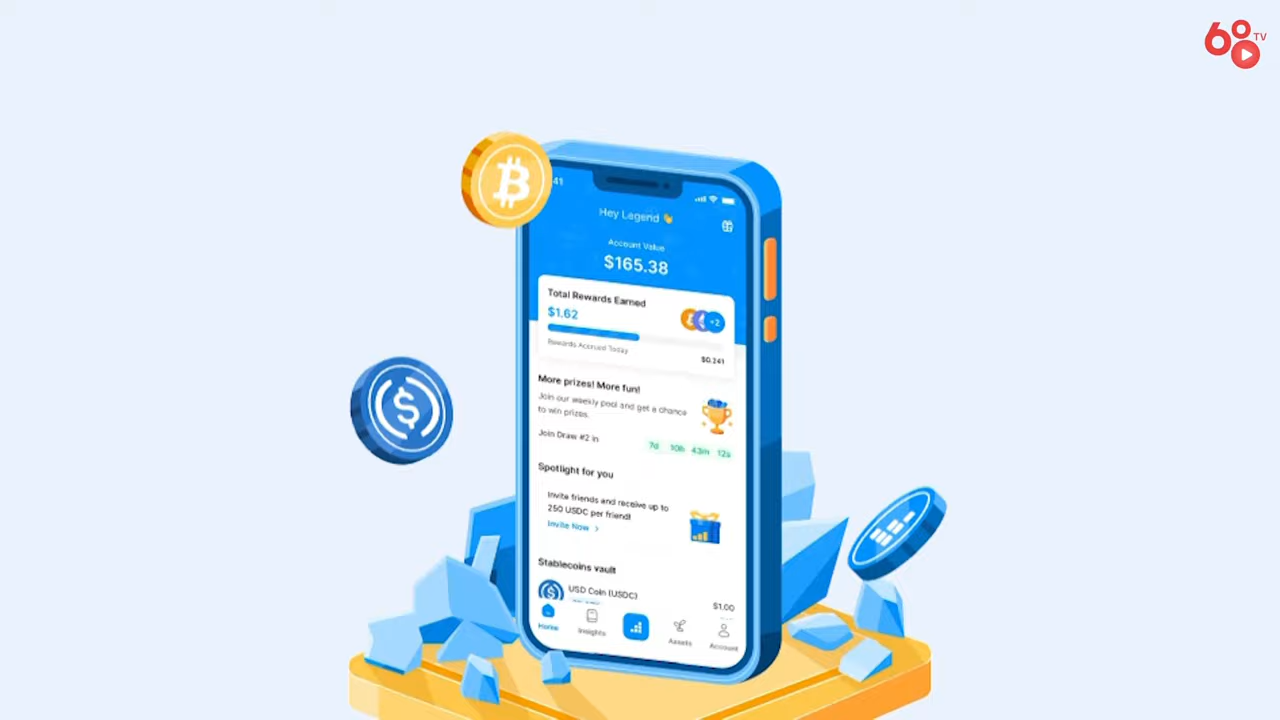 68
TV
41
Hey Legend 👋
Account Value
$165.38
Total Rewards Earned
$1.62
+2
Rewards Accrued Today
$0.241
More prizes! More fun!
Join our weekly pool and get a chance
to win prizes.
Join Draw #2 in
7d 10h 43m 12s
Spotlight for you
Invite friends and receive up to
250 USDC per friend!
Invite Now >
Stablecoins vault
USD Coin (USDC)
$1.00
Home
Insights
Assets
Account